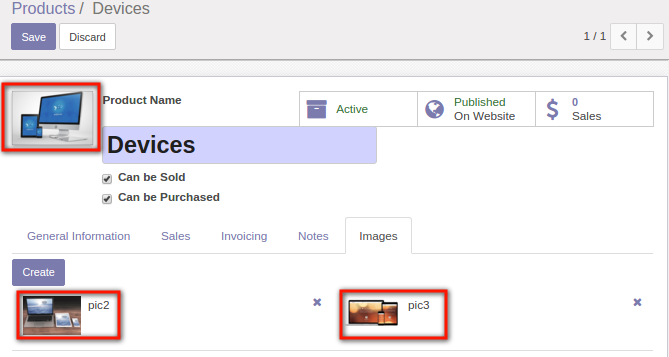 Products / Devices
Save Discard 1 / 1
Product Name
Active
Published
On Website
0
Sales
Devices
Can be Sold
Can be Purchased
General Information Sales Invoicing Notes Images
Create
pic2 pic3